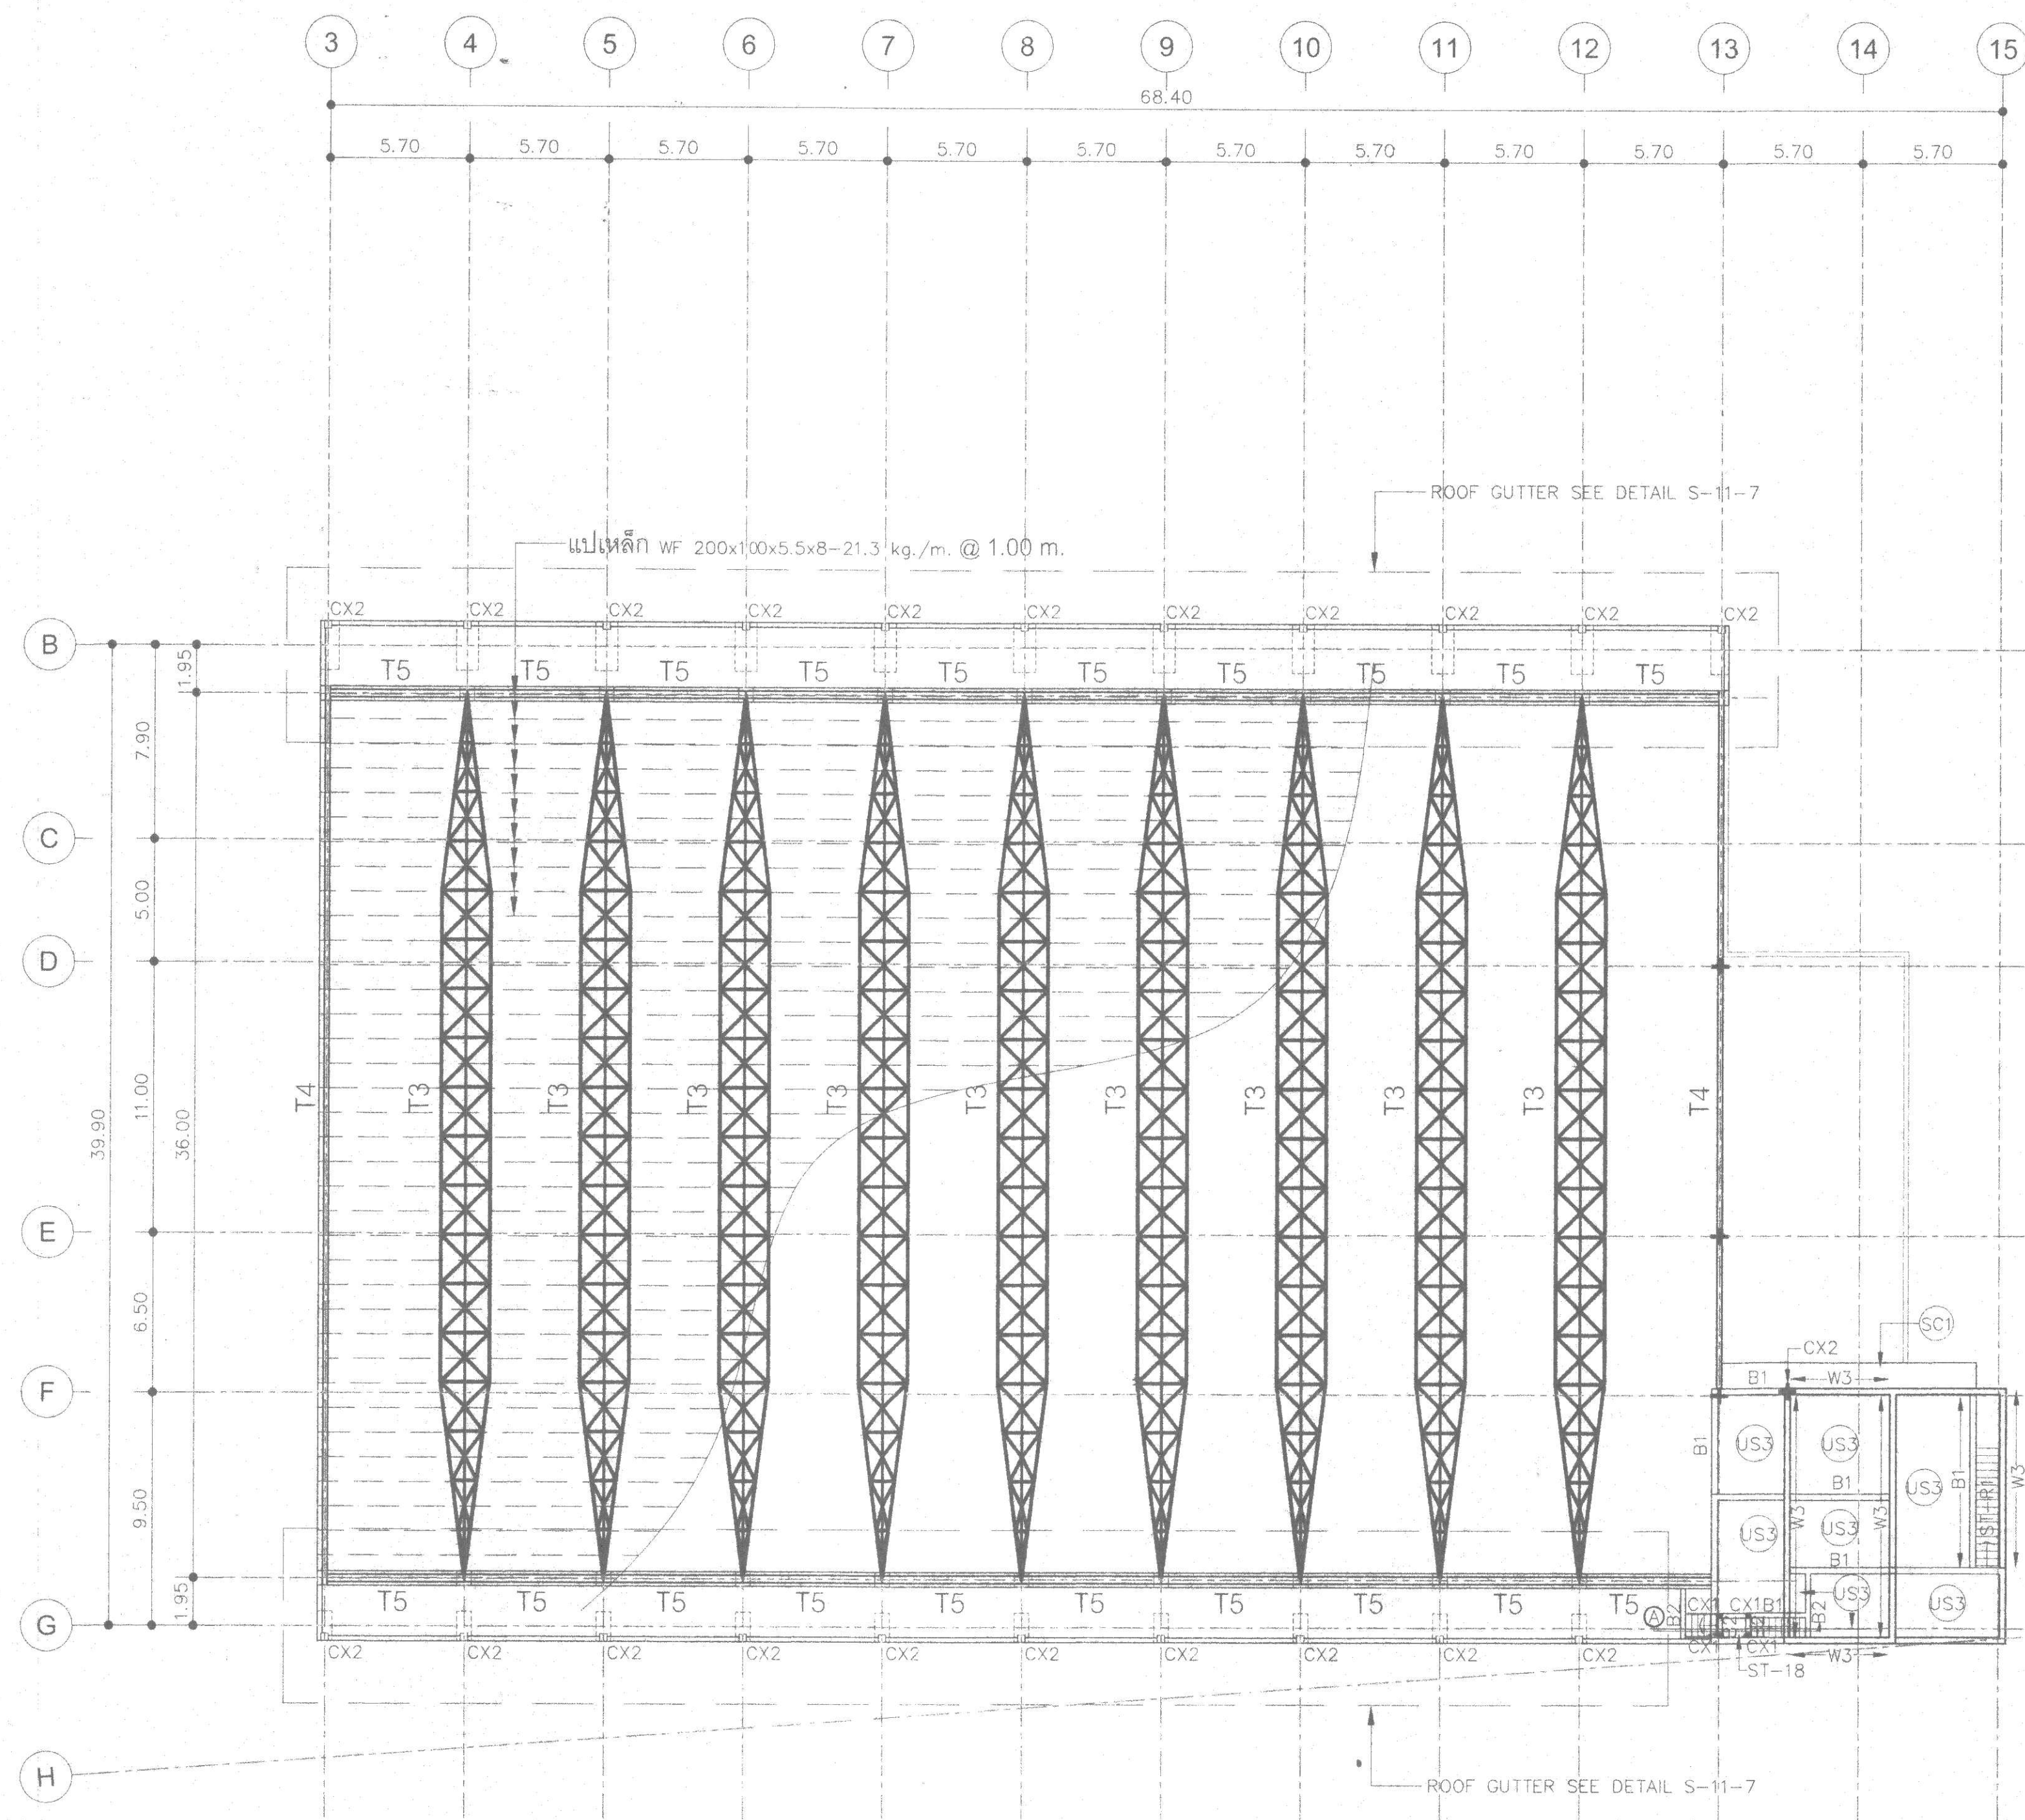 3 4 5 6 7 8 9 10 11 12 13 14 15
68.40
5.70 5.70 5.70 5.70 5.70 5.70 5.70 5.70 5.70 5.70 5.70 5.70
ROOF GUTTER SEE DETAIL S-11-7
แปเหล็ก WF 200x100x5.5x8-21.3 kg./m. @ 1.00 m.
CX2 CX2 CX2 CX2 CX2 CX2 CX2 CX2 CX2 CX2 CX2
B
1.95
T5 T5 T5 T5 T5 T5 T5 T5 T5 T5
7.90
C
5.00
D
39.90
11.00
36.00
T4 T3 T3 T3 T3 T3 T3 T3 T3 T3 T4
E
6.50
SC1
CX2
F
B1 W3
B1 US3 US3 US3 B1 STR1 W3
B1
9.50
US3 W3 US3 W3
B1
1.95
T5 T5 T5 T5 T5 T5 T5 T5 T5 T5
US3 US3
G
A B2 CX1 CX1 B1 B2
CX2 CX2 CX2 CX2 CX2 CX2 CX2 CX2 CX2 CX2 CX1 CX1 W3
ST-18
H
ROOF GUTTER SEE DETAIL S-11-7